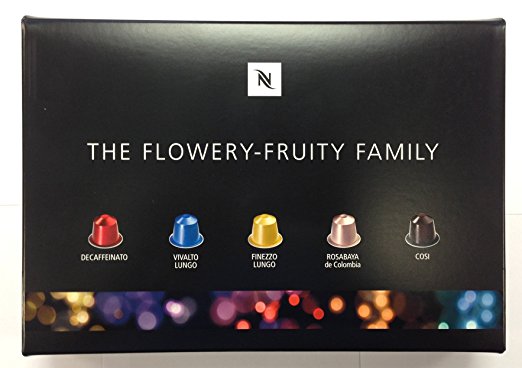 N
THE FLOWERY-FRUITY FAMILY
DECAFFEINATO
VIVALTO
LUNGO
FINEZZO
LUNGO
ROSABAYA
de Colombia
COSI